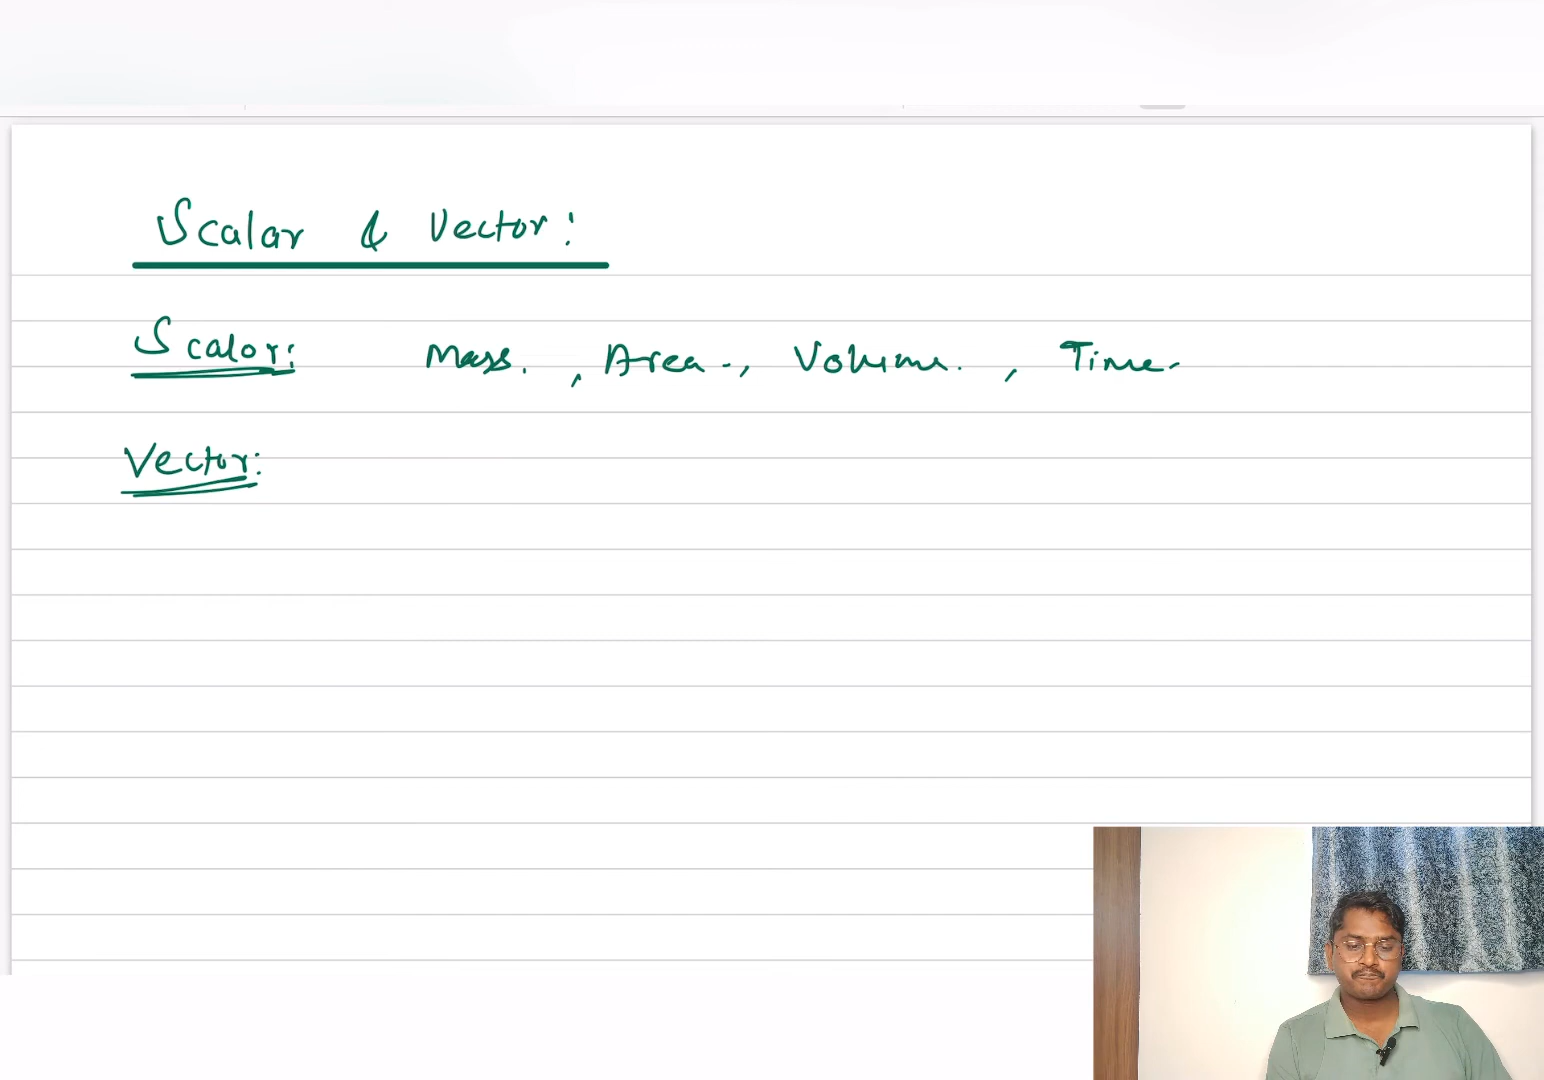 Scalar & Vector:
Scalar: Mass. , Area -, Volume. , Time-
Vector: